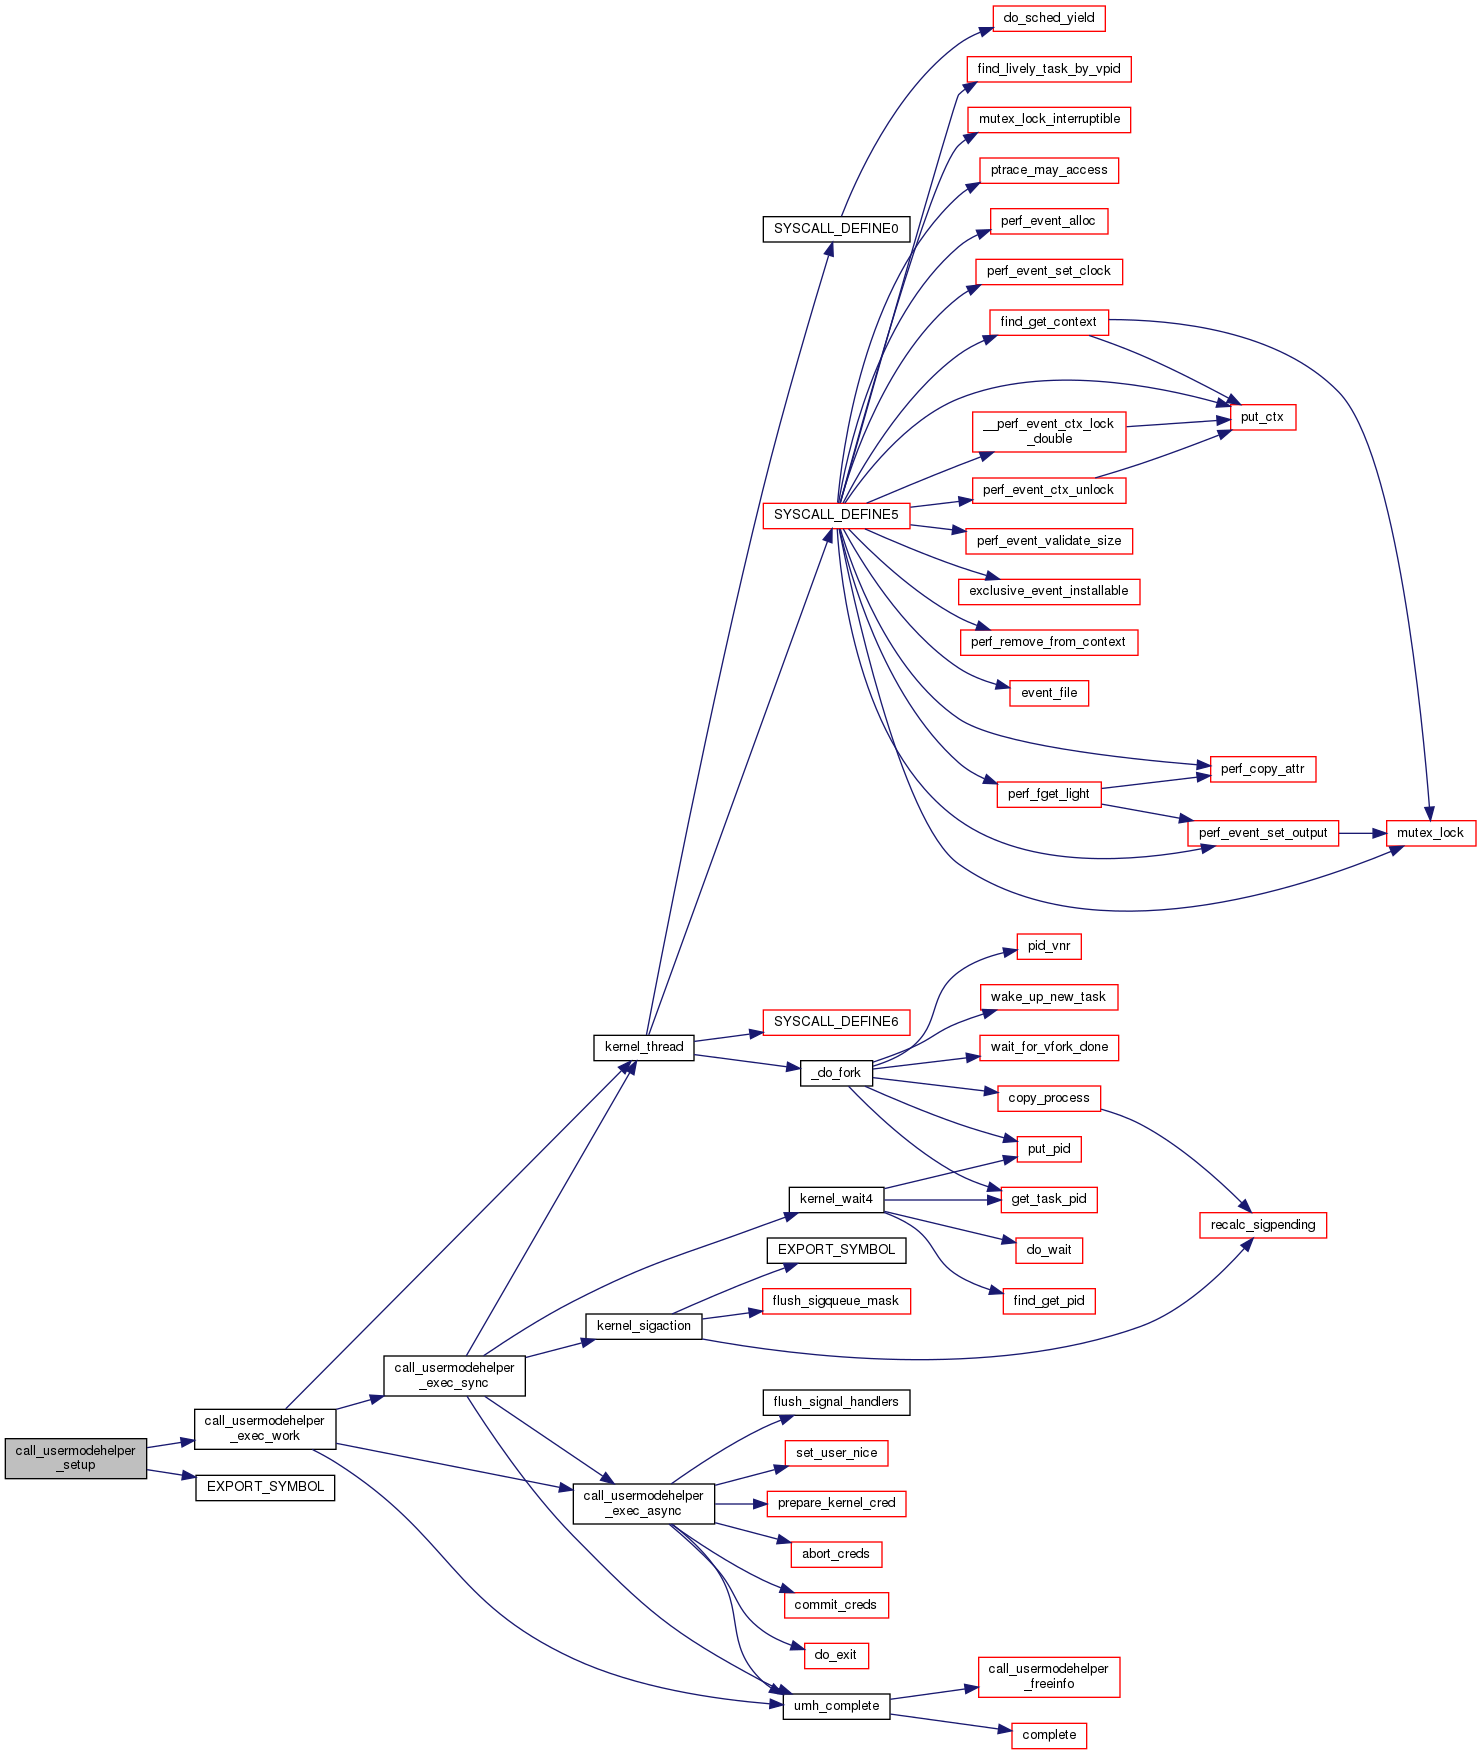 do_sched_yield
find_lively_task_by_vpid
mutex_lock_interruptible
ptrace_may_access
perf_event_alloc
SYSCALL_DEFINE0
perf_event_set_clock
find_get_context
put_ctx
__perf_event_ctx_lock
_double
perf_event_ctx_unlock
SYSCALL_DEFINE5
perf_event_validate_size
exclusive_event_installable
perf_remove_from_context
event_file
perf_copy_attr
perf_fget_light
perf_event_set_output
mutex_lock
pid_vnr
wake_up_new_task
SYSCALL_DEFINE6
kernel_thread
wait_for_vfork_done
_do_fork
copy_process
put_pid
kernel_wait4
get_task_pid
recalc_sigpending
EXPORT_SYMBOL
do_wait
flush_sigqueue_mask
find_get_pid
kernel_sigaction
call_usermodehelper
_exec_sync
flush_signal_handlers
call_usermodehelper
_exec_work
call_usermodehelper
_setup
set_user_nice
EXPORT_SYMBOL
call_usermodehelper
_exec_async
prepare_kernel_cred
abort_creds
commit_creds
do_exit
call_usermodehelper
_freeinfo
umh_complete
complete